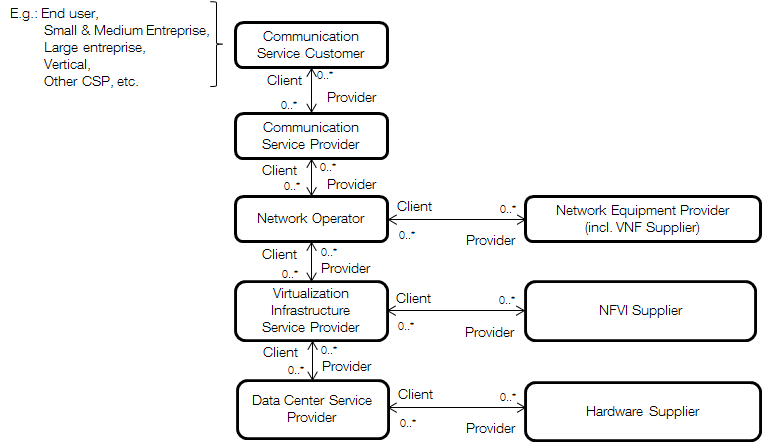 E.g.: End user,
Small & Medium Entreprise,
Large entreprise,
Vertical,
Other CSP, etc.
Communication
Service Customer
Client
0..*
0..*
Provider
Communication
Service Provider
Client
0..*
0..*
Provider
Network Operator
Client
0..*
0..*
Provider
Network Equipment Provider
(incl. VNF Supplier)
Client
0..*
0..*
Provider
Virtualization
Infrastructure
Service Provider
Client
0..*
0..*
Provider
NFVI Supplier
Client
0..*
0..*
Provider
Data Center Service
Provider
Client
0..*
0..*
Provider
Hardware Supplier